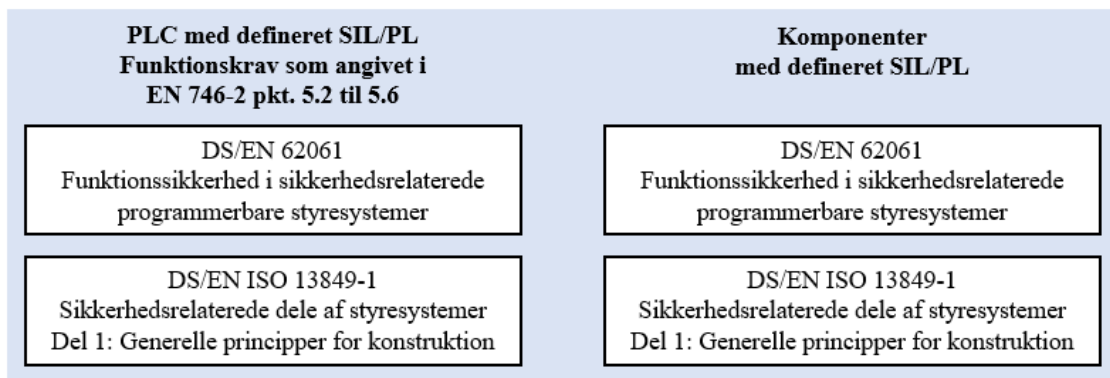 PLC med defineret SIL/PL
Funktionskrav som angivet i
EN 746-2 pkt. 5.2 til 5.6
DS/EN 62061
Funktionssikkerhed i sikkerhedsrelaterede
programmerbare styresystemer
DS/EN ISO 13849-1
Sikkerhedsrelaterede dele af styresystemer
Del 1: Generelle principper for konstruktion
Komponenter
med defineret SIL/PL
DS/EN 62061
Funktionssikkerhed i sikkerhedsrelaterede
programmerbare styresystemer
DS/EN ISO 13849-1
Sikkerhedsrelaterede dele af styresystemer
Del 1: Generelle principper for konstruktion